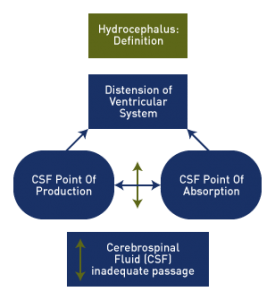 Hydrocephalus:
Definition
Distension of
Ventricular
System
CSF Point Of
Production
CSF Point Of
Absorption
Cerebrospinal
Fluid (CSF)
inadequate passage